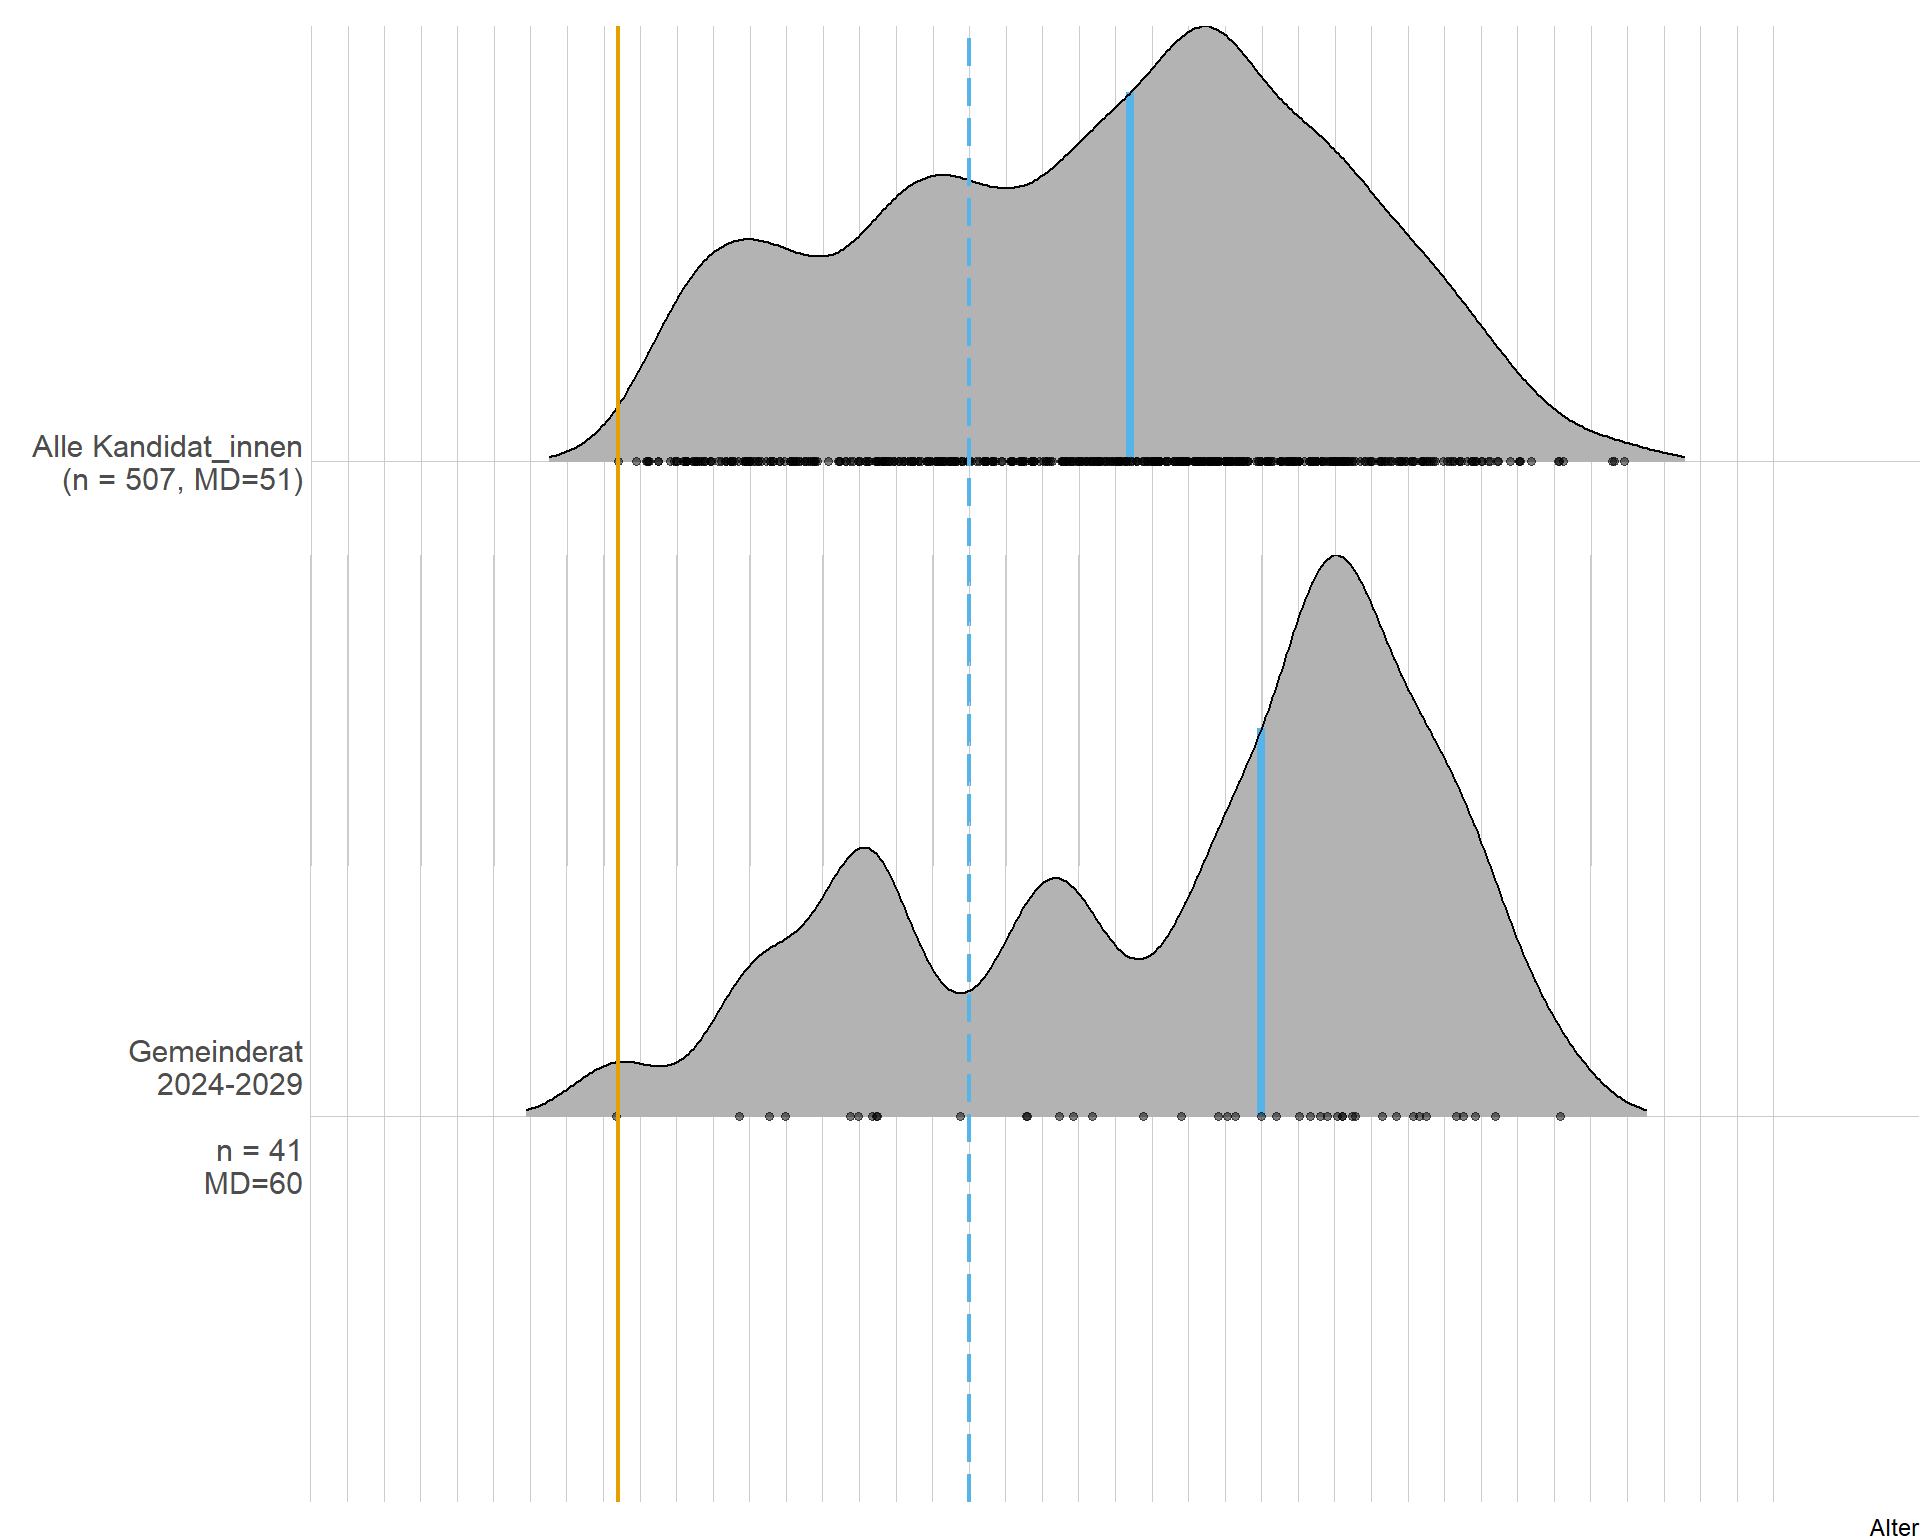 Alle Kandidat_innen
(n = 507, MD=51)
Gemeinderat
2024-2029
n = 41
MD=60
Alter